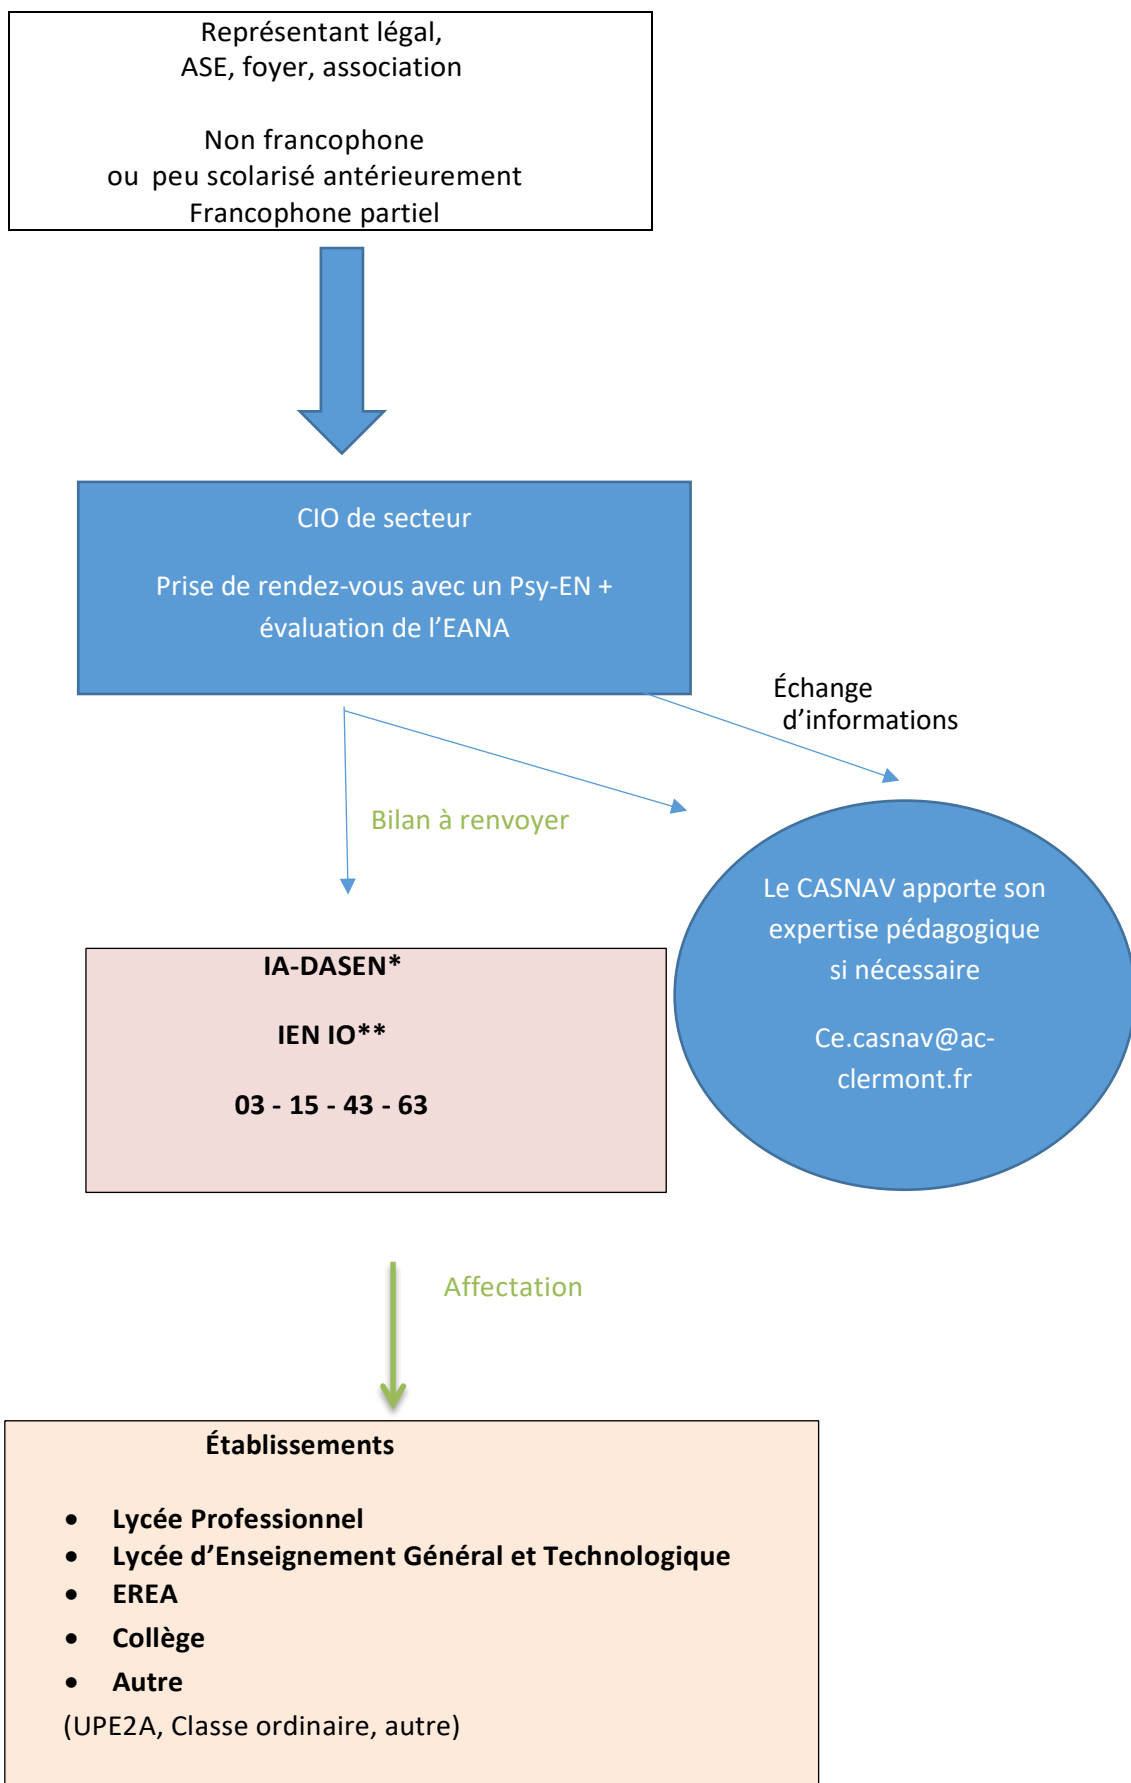 Représentant légal,
ASE, foyer, association
Non francophone
ou peu scolarisé antérieurement
Francophone partiel
CIO de secteur
Prise de rendez-vous avec un Psy-EN +
évaluation de l’EANA
Échange
d’informations
Bilan à renvoyer
Le CASNAV apporte son
expertise pédagogique
si nécessaire
Ce.casnav@ac-
clermont.fr
IA-DASEN*
IEN IO**
03 - 15 - 43 - 63
Affectation
Établissements
• Lycée Professionnel
• Lycée d’Enseignement Général et Technologique
• EREA
• Collège
• Autre
(UPE2A, Classe ordinaire, autre)